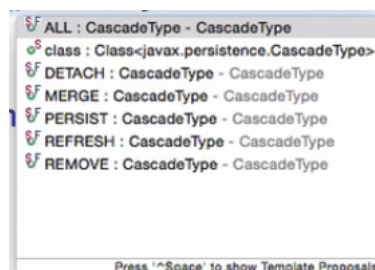 ALL : CascadeType - CascadeType
class : Class<javax.persistence.CascadeType>
DETACH : CascadeType - CascadeType
MERGE : CascadeType - CascadeType
PERSIST : CascadeType - CascadeType
REFRESH : CascadeType - CascadeType
REMOVE : CascadeType - CascadeType
Press '^Space' to show Template Proposals